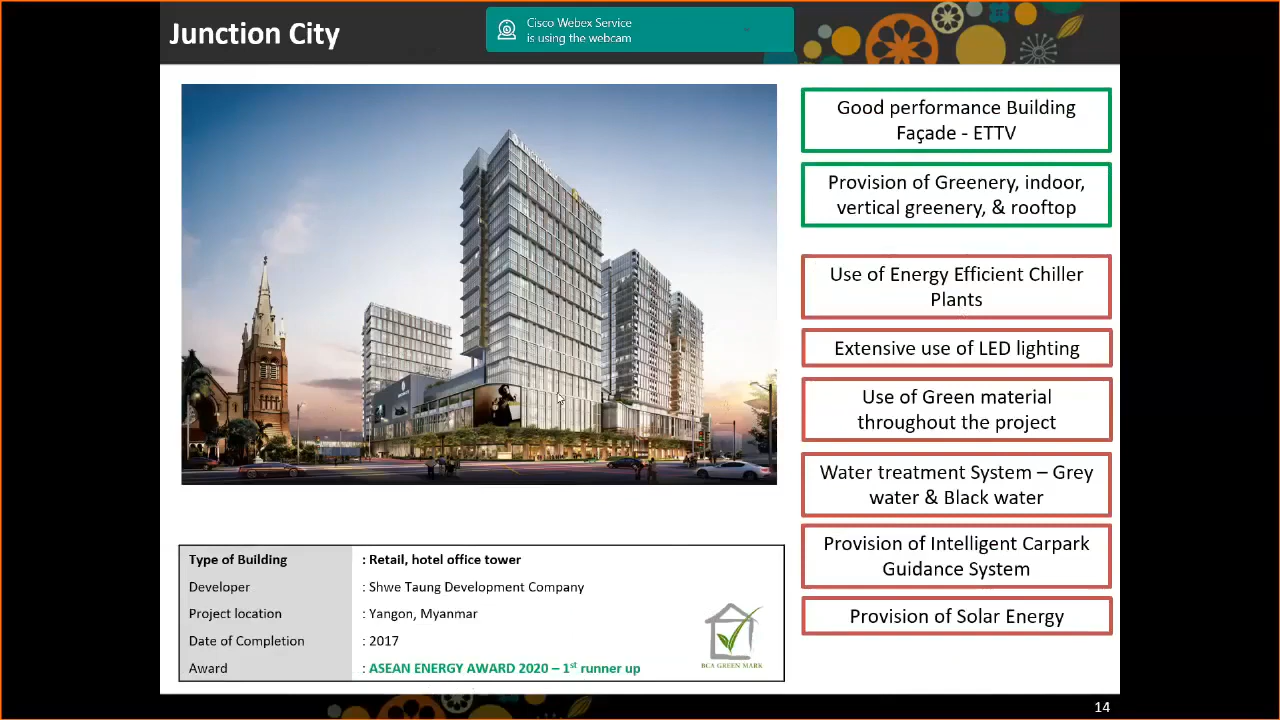 Junction City
Cisco Webex Service
is using the webcam
Good performance Building
Façade - ETTV
Provision of Greenery, indoor,
vertical greenery, & rooftop
Use of Energy Efficient Chiller
Plants
Extensive use of LED lighting
Use of Green material
throughout the project
Water treatment System – Grey
water & Black water
Provision of Intelligent Carpark
Guidance System
Provision of Solar Energy
Type of Building : Retail, hotel office tower
Developer : Shwe Taung Development Company
Project location : Yangon, Myanmar
Date of Completion : 2017
Award : ASEAN ENERGY AWARD 2020 – 1st runner up
BCA GREEN MARK
14